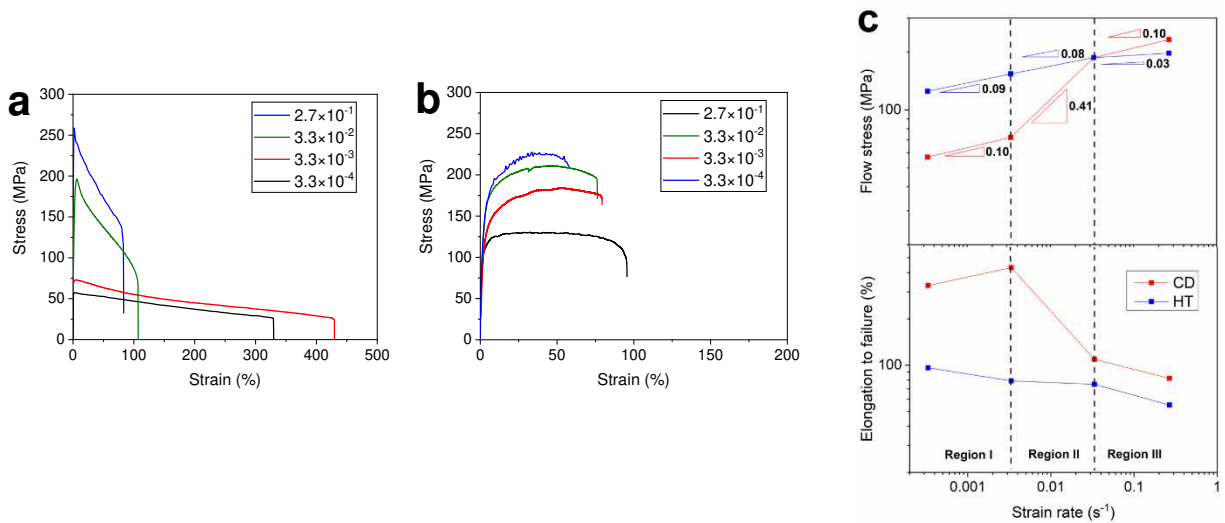 a
2.7×10⁻¹
3.3×10⁻²
3.3×10⁻³
3.3×10⁻⁴
300
250
200
150
100
50
0
Stress (MPa)
0 100 200 300 400 500
Strain (%)
b
2.7×10⁻¹
3.3×10⁻²
3.3×10⁻³
3.3×10⁻⁴
300
250
200
150
100
50
0
Stress (MPa)
0 50 100 150 200
Strain (%)
c
0.10
0.08
0.03
0.09
0.41
0.10
100
Flow stress (MPa)
CD
HT
100
Elongation to failure (%)
Region I Region II Region III
0.001 0.01 0.1 1
Strain rate (s⁻¹)